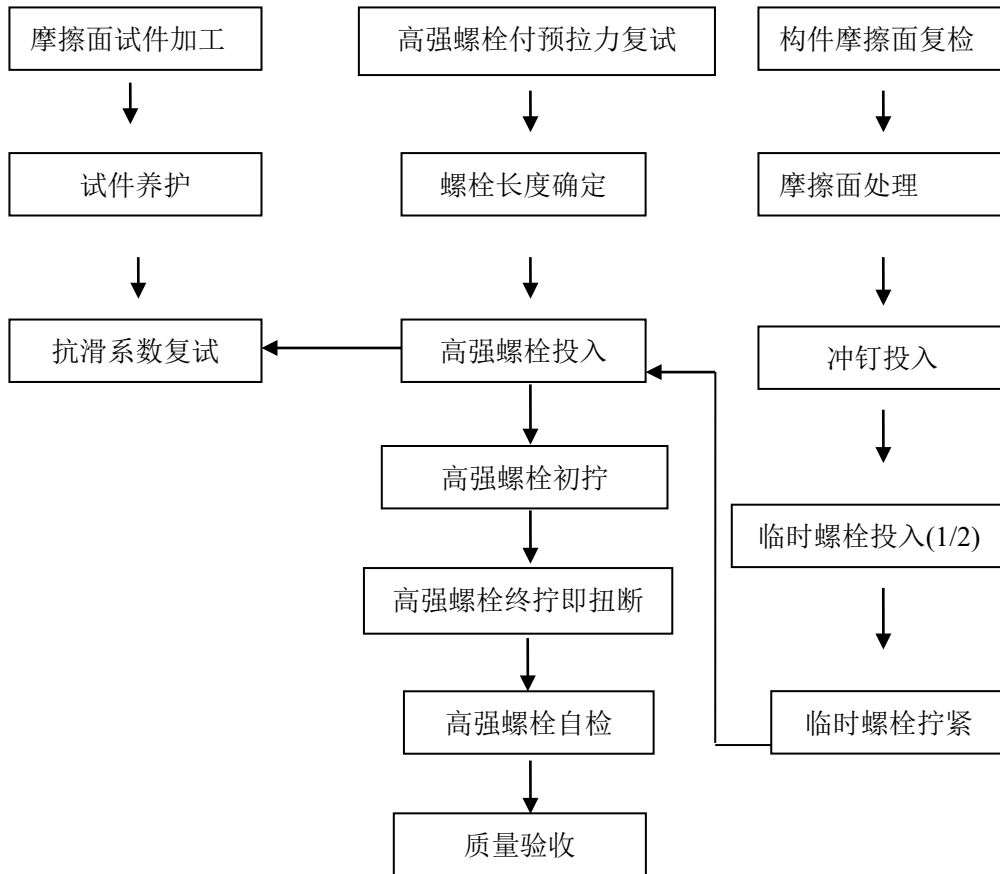 摩擦面试件加工
高强螺栓付预拉力复试
构件摩擦面复检
试件养护
螺栓长度确定
摩擦面处理
抗滑系数复试
高强螺栓投入
冲钉投入
高强螺栓初拧
临时螺栓投入(1/2)
高强螺栓终拧即扭断
高强螺栓自检
临时螺栓拧紧
质量验收